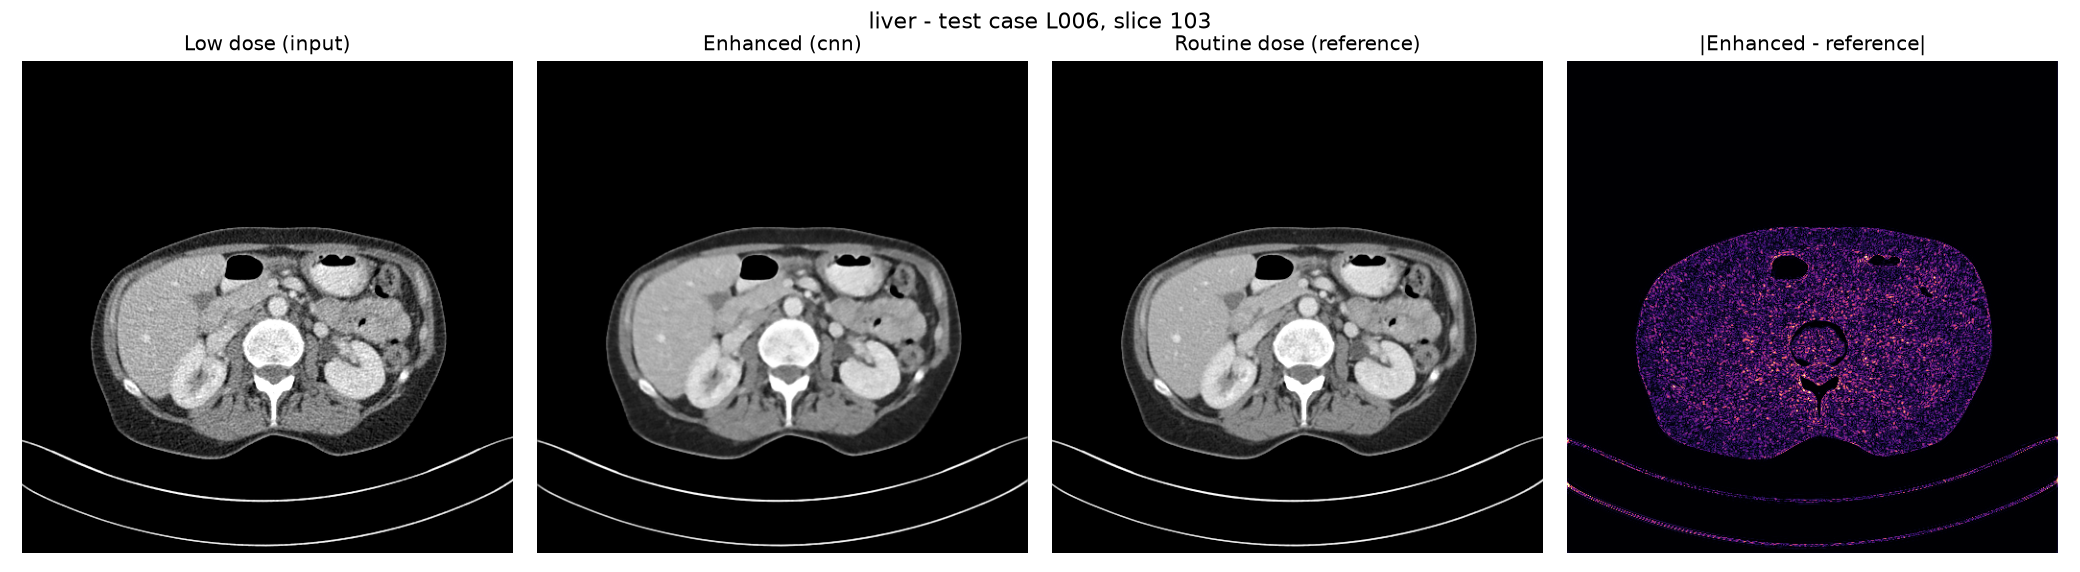 liver - test case L006, slice 103
Low dose (input)
Enhanced (cnn)
Routine dose (reference)
|Enhanced - reference|